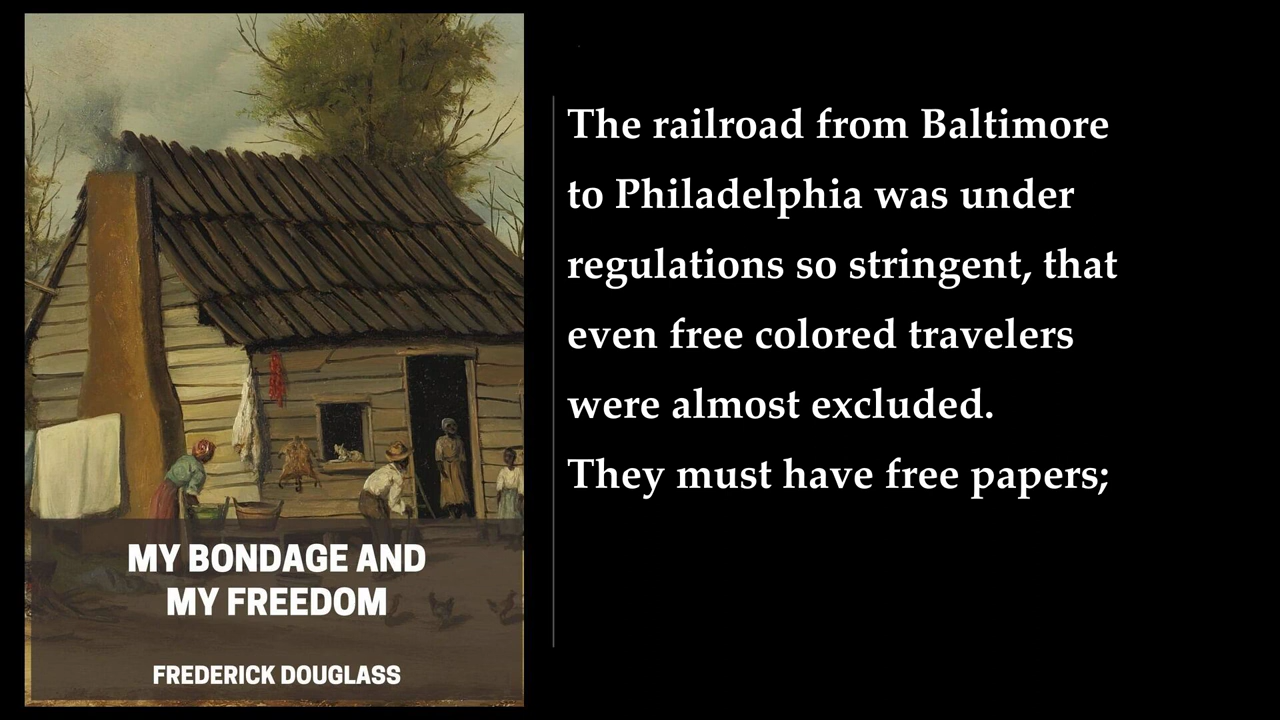 MY BONDAGE AND
MY FREEDOM
FREDERICK DOUGLASS
The railroad from Baltimore
to Philadelphia was under
regulations so stringent, that
even free colored travelers
were almost excluded.
They must have free papers;